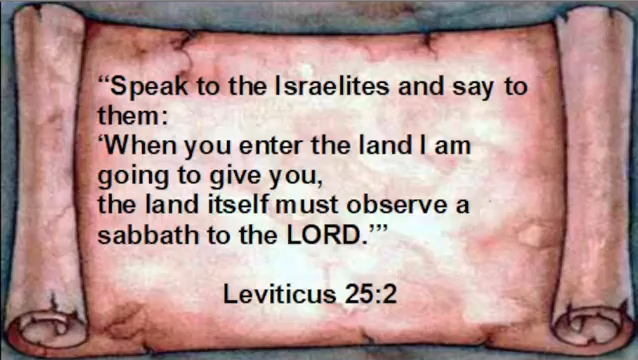 “Speak to the Israelites and say to
them:
‘When you enter the land I am
going to give you,
the land itself must observe a
sabbath to the LORD.’”
Leviticus 25:2